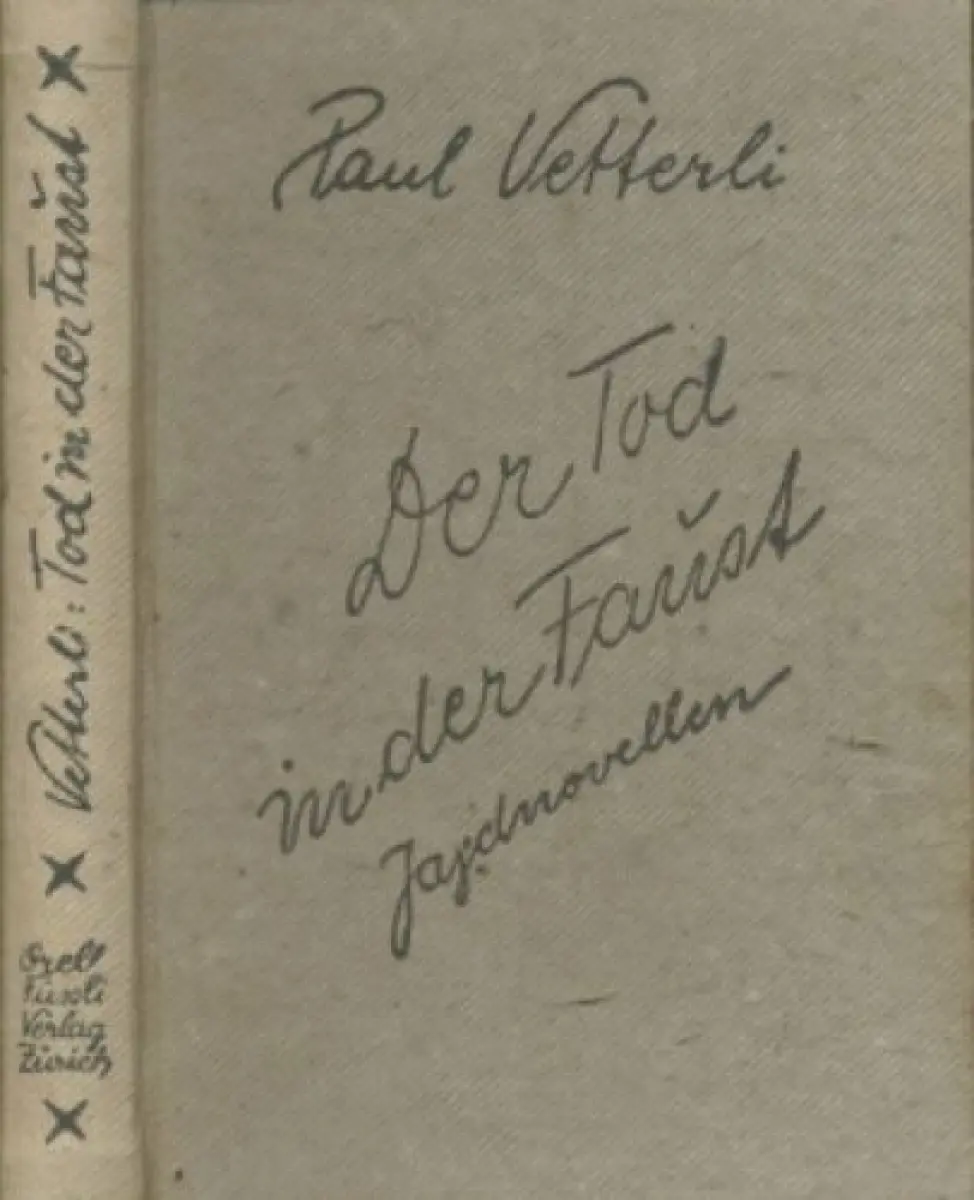 Vetterli: Tod in der Faust
Orell
Füssli
Verlag
Zürich
Paul Vetterli
Der Tod
in der Faust
Jagdnovellen